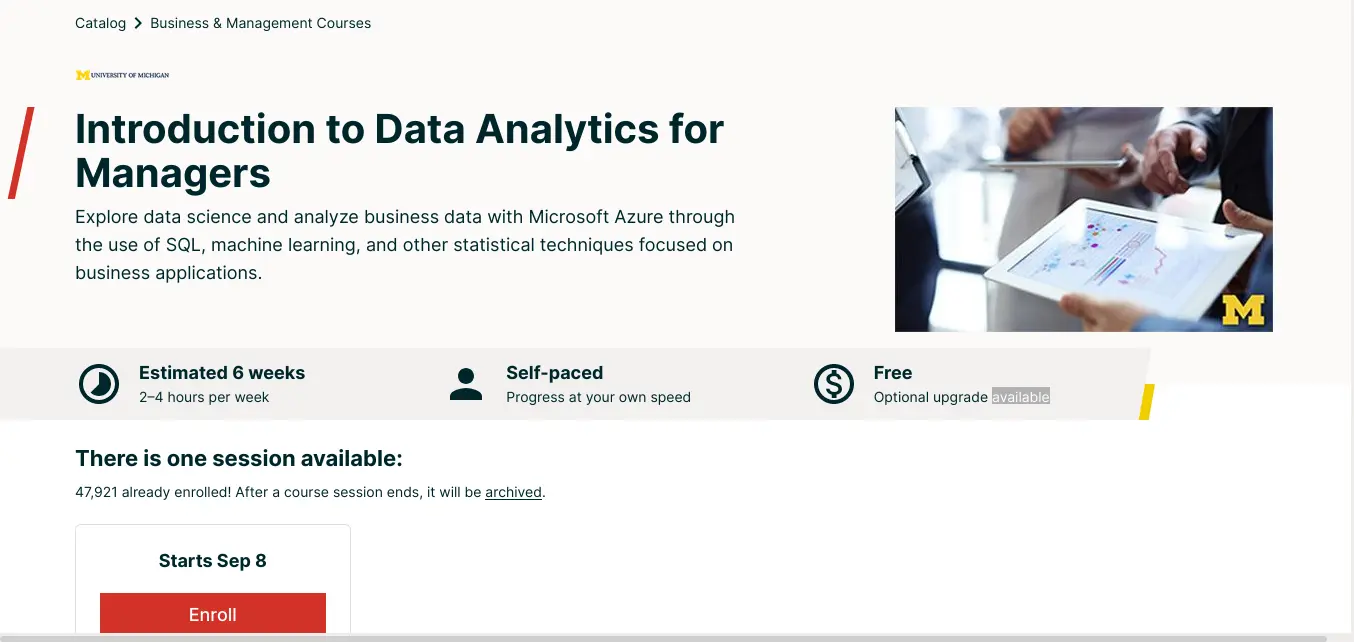 Catalog > Business & Management Courses
M UNIVERSITY OF MICHIGAN
Introduction to Data Analytics for
Managers
Explore data science and analyze business data with Microsoft Azure through
the use of SQL, machine learning, and other statistical techniques focused on
business applications.
M
Estimated 6 weeks
2–4 hours per week
Self-paced
Progress at your own speed
$
Free
Optional upgrade available
There is one session available:
47,921 already enrolled! After a course session ends, it will be archived.
Starts Sep 8
Enroll